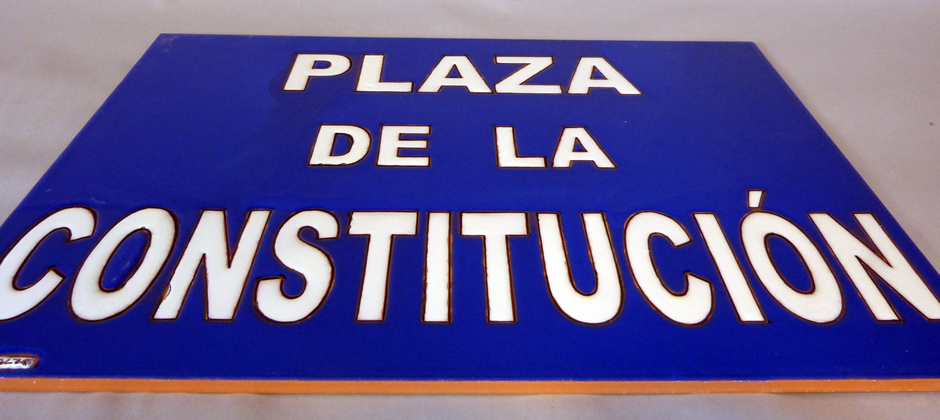 PLAZA
DE LA
CONSTITUCIÓN